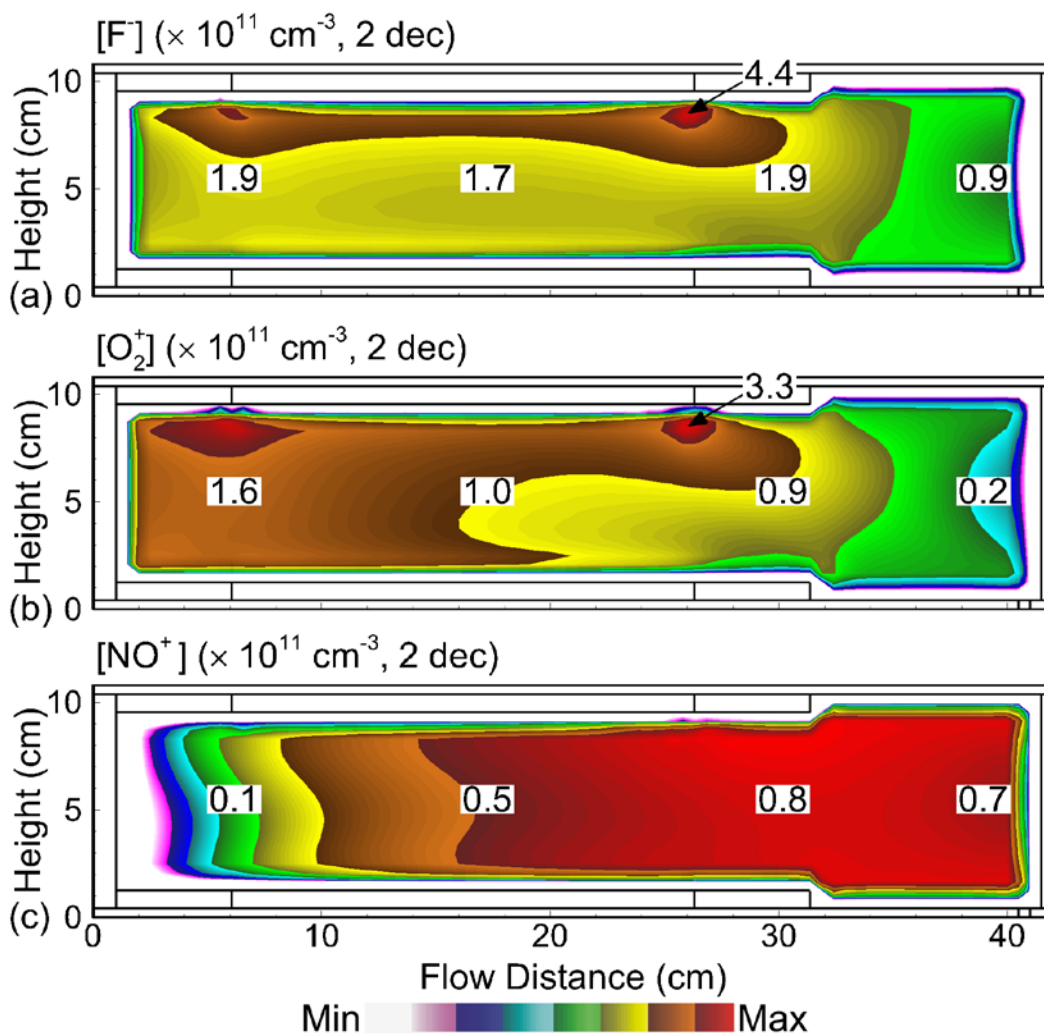 [F⁻] (× 10¹¹ cm⁻³, 2 dec)
10
4.4
Height (cm)
5
1.9 1.7 1.9 0.9
(a)
0
[O₂⁺] (× 10¹¹ cm⁻³, 2 dec)
10
3.3
Height (cm)
5
1.6 1.0 0.9 0.2
(b)
0
[NO⁺] (× 10¹¹ cm⁻³, 2 dec)
10
Height (cm)
5
0.1 0.5 0.8 0.7
(c)
0
0 10 20 30 40
Flow Distance (cm)
Min Max